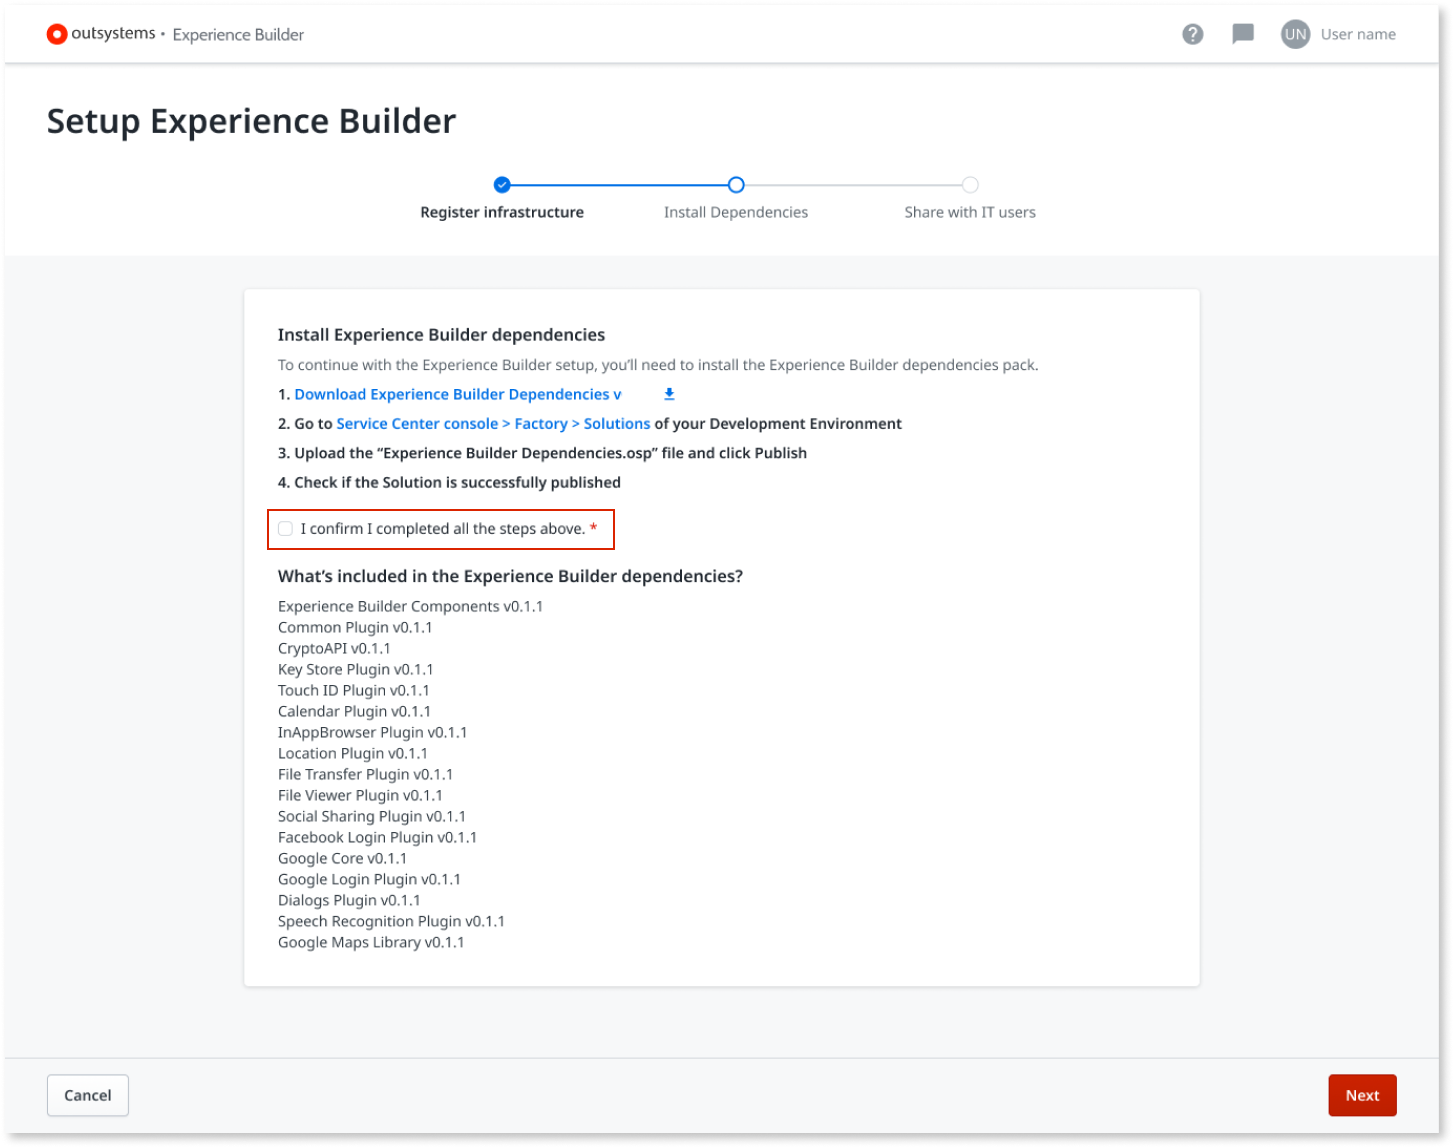 outsystems • Experience Builder
? UN User name
Setup Experience Builder
Register infrastructure Install Dependencies Share with IT users
Install Experience Builder dependencies
To continue with the Experience Builder setup, you'll need to install the Experience Builder dependencies pack.
1. Download Experience Builder Dependencies v
2. Go to Service Center console > Factory > Solutions of your Development Environment
3. Upload the “Experience Builder Dependencies.osp” file and click Publish
4. Check if the Solution is successfully published
I confirm I completed all the steps above. *
What's included in the Experience Builder dependencies?
Experience Builder Components v0.1.1
Common Plugin v0.1.1
CryptoAPI v0.1.1
Key Store Plugin v0.1.1
Touch ID Plugin v0.1.1
Calendar Plugin v0.1.1
InAppBrowser Plugin v0.1.1
Location Plugin v0.1.1
File Transfer Plugin v0.1.1
File Viewer Plugin v0.1.1
Social Sharing Plugin v0.1.1
Facebook Login Plugin v0.1.1
Google Core v0.1.1
Google Login Plugin v0.1.1
Dialogs Plugin v0.1.1
Speech Recognition Plugin v0.1.1
Google Maps Library v0.1.1
Cancel Next